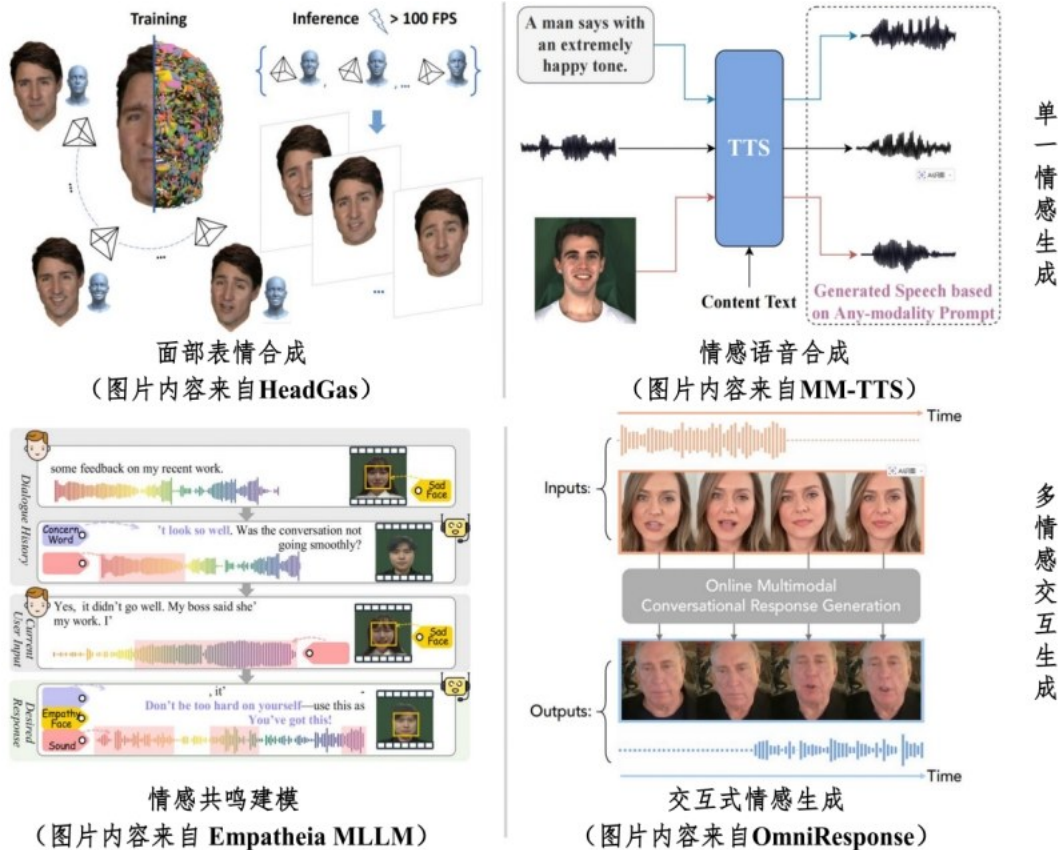 Training
Inference > 100 FPS
...
...
...
...
面部表情合成
（图片内容来自HeadGas）
A man says with
an extremely
happy tone.
TTS
Content Text
AI识图
Generated Speech based
on Any-modality Prompt
情感语音合成
（图片内容来自MM-TTS）
单一情感生成
Dialogue History
some feedback on my recent work.
Sad
Face
Concern
Word
't look so well. Was the conversation not
going smoothly?
Current
User Input
Yes, it didn't go well. My boss said she'
my work. I'
Sad
Face
Desired
Response
, it' -
Empathy
Face
Sound
Don't be too hard on yourself—use this as
You've got this!
情感共鸣建模
（图片内容来自 Empatheia MLLM）
Time
Inputs:
AI识图
Online Multimodal
Conversational Response Generation
Outputs:
Time
交互式情感生成
（图片内容来自OmniResponse）
多情感交互生成